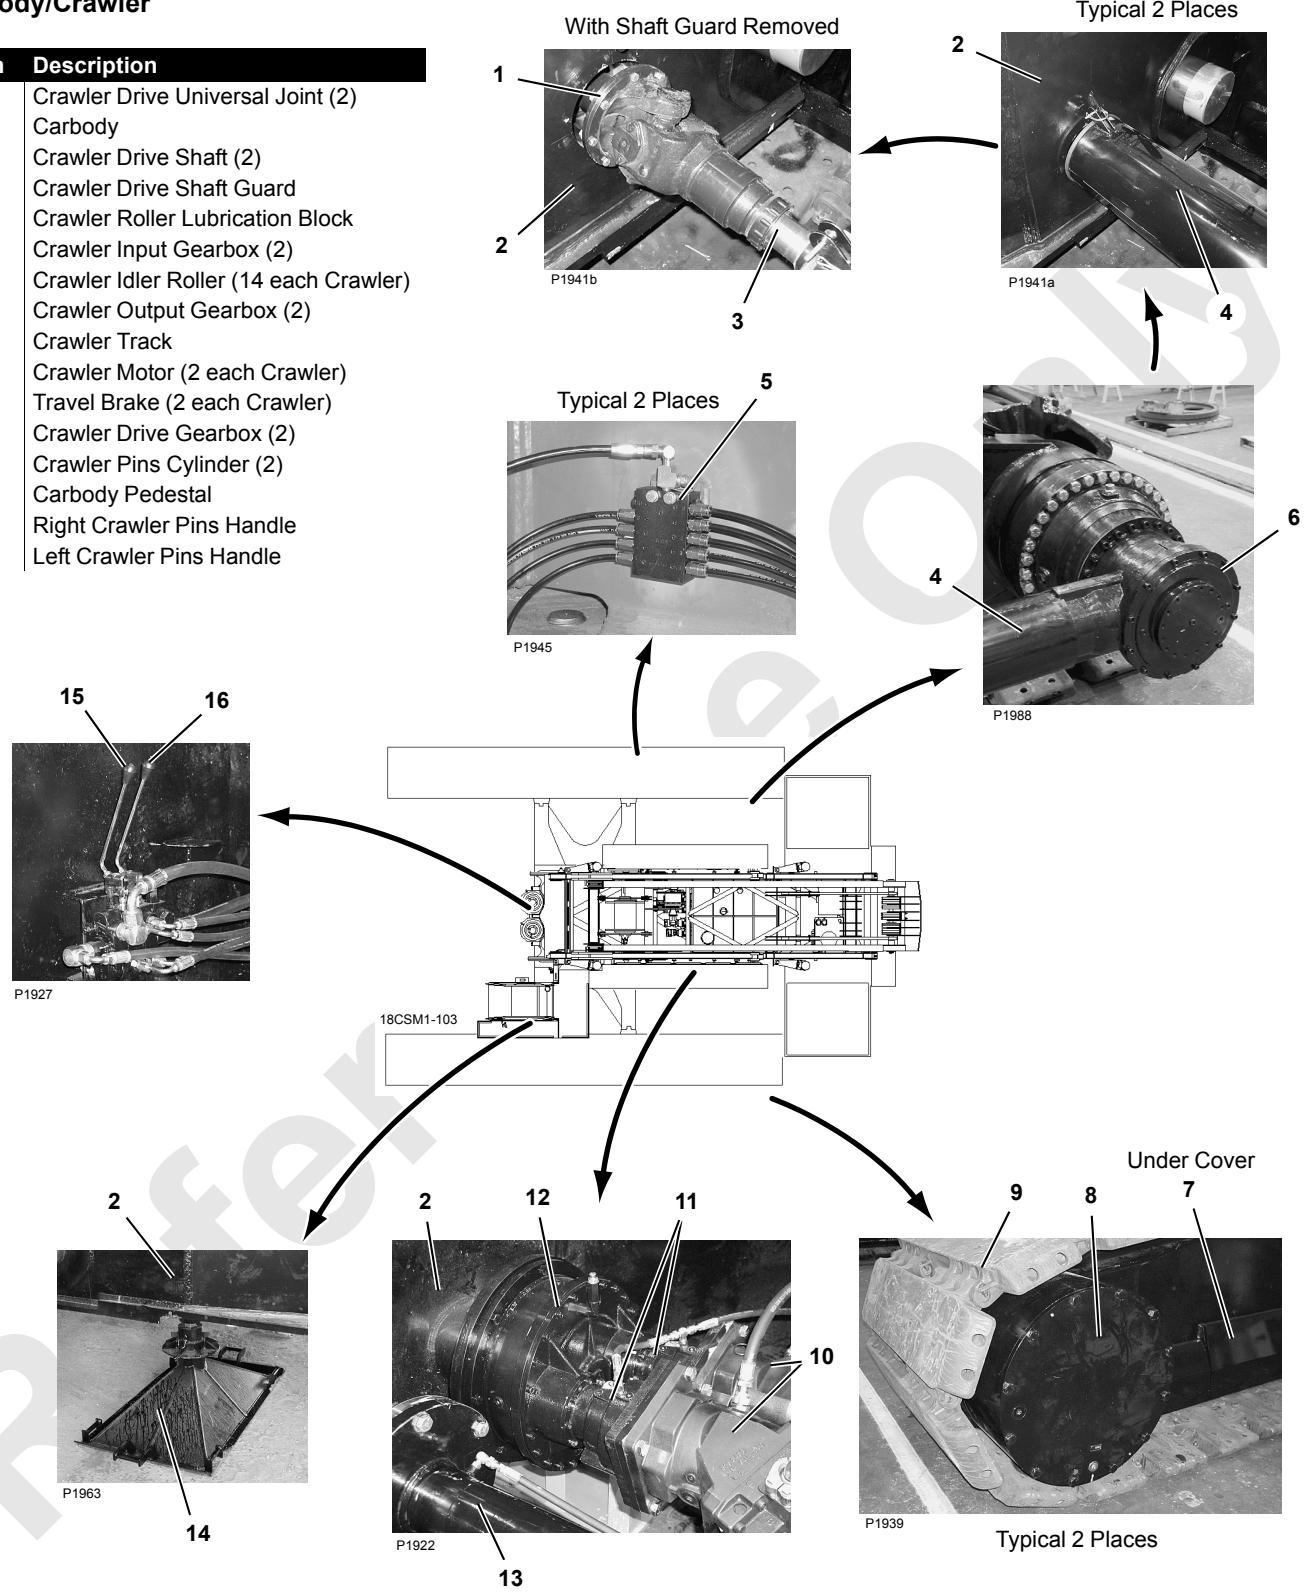 ody/Crawler
Description
Crawler Drive Universal Joint (2)
Carbody
Crawler Drive Shaft (2)
Crawler Drive Shaft Guard
Crawler Roller Lubrication Block
Crawler Input Gearbox (2)
Crawler Idler Roller (14 each Crawler)
Crawler Output Gearbox (2)
Crawler Track
Crawler Motor (2 each Crawler)
Travel Brake (2 each Crawler)
Crawler Drive Gearbox (2)
Crawler Pins Cylinder (2)
Carbody Pedestal
Right Crawler Pins Handle
Left Crawler Pins Handle
With Shaft Guard Removed
1
2
3
P1941b
Typical 2 Places
2
4
P1941a
Typical 2 Places
5
P1945
4
6
P1988
15
16
P1927
18CSM1-103
2
14
P1963
2
12
11
10
13
P1922
Under Cover
7
8
9
P1939
Typical 2 Places